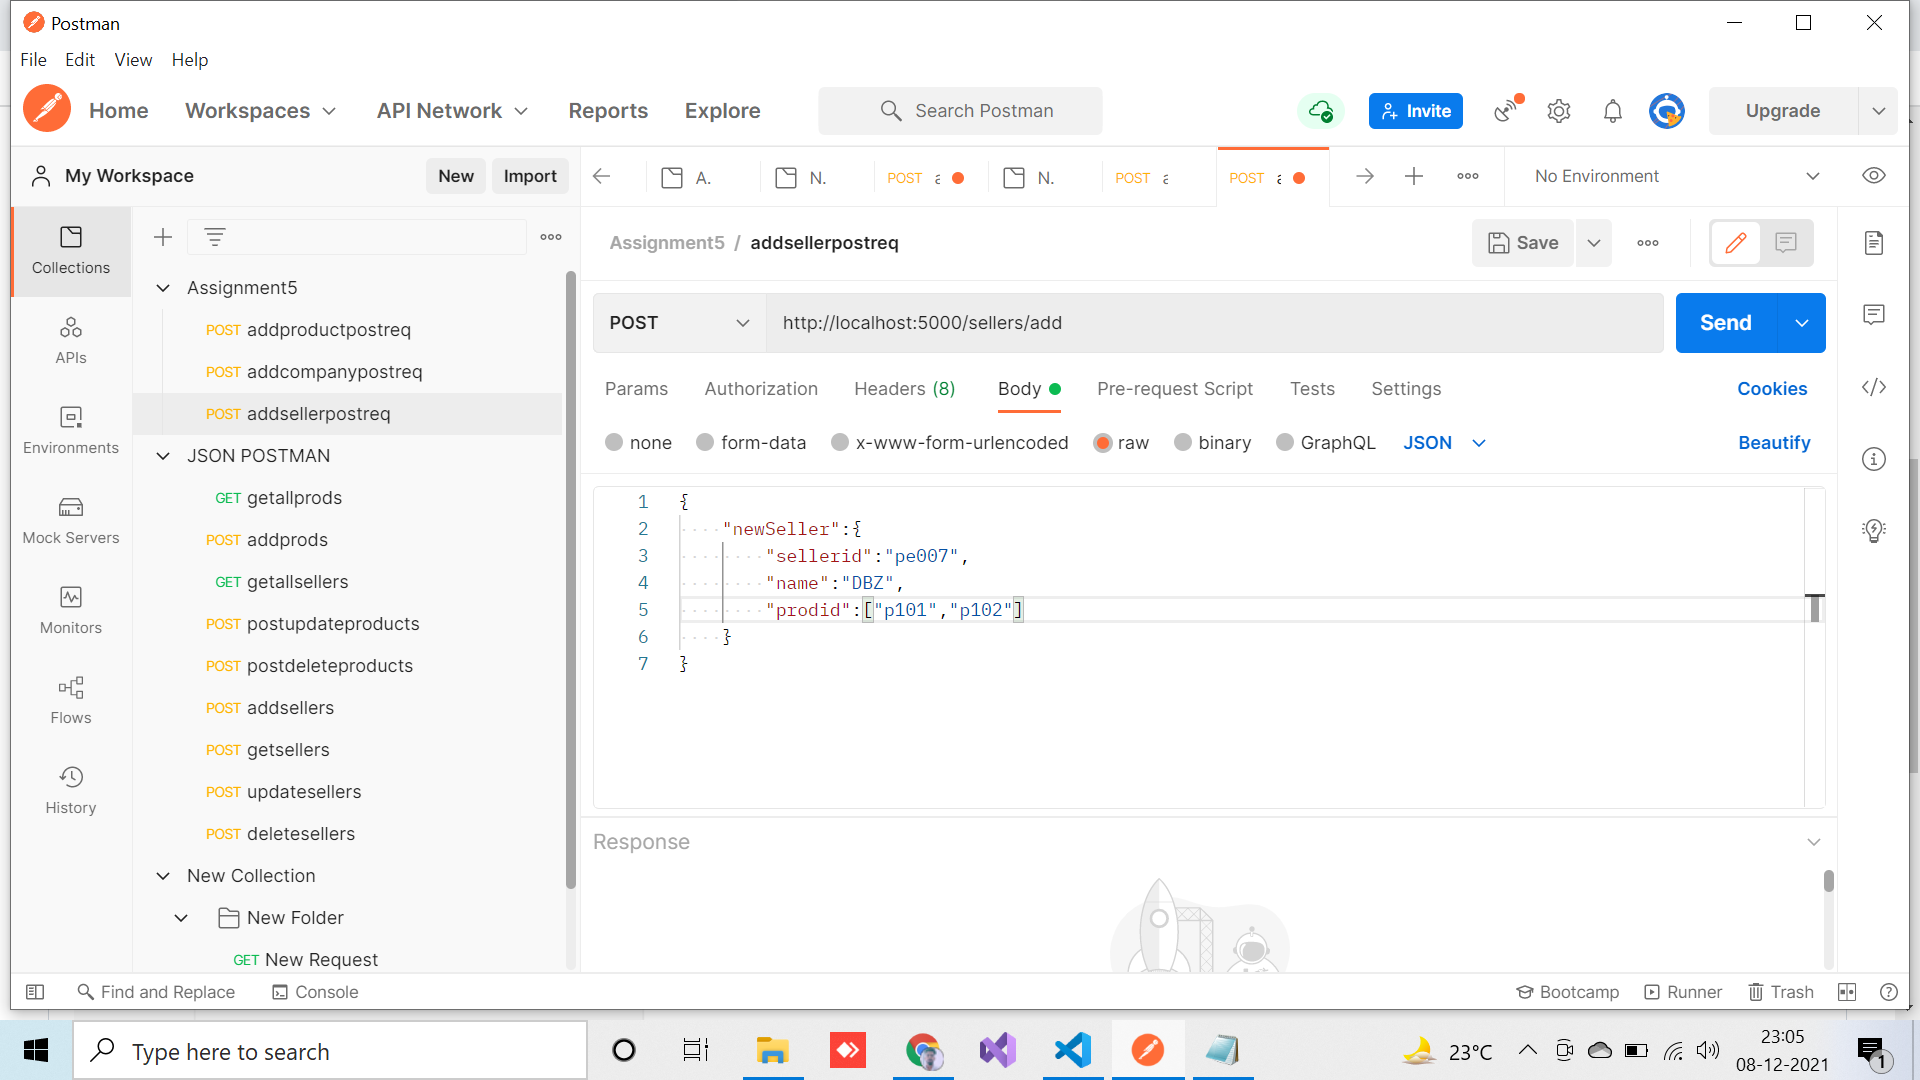 Postman
File Edit View Help
Home Workspaces API Network Reports Explore Search Postman Invite Upgrade
My Workspace New Import
A. N. POST N. POST POST No Environment
Collections
APIs
Environments
Mock Servers
Monitors
Flows
History
Assignment5
POST addproductpostreq
POST addcompanypostreq
POST addsellerpostreq
JSON POSTMAN
GET getallprods
POST addprods
GET getallsellers
POST postupdateproducts
POST postdeleteproducts
POST addsellers
POST getsellers
POST updatesellers
POST deletesellers
New Collection
New Folder
GET New Request
Assignment5 / addsellerpostreq Save
POST http://localhost:5000/sellers/add Send
Params Authorization Headers (8) Body Pre-request Script Tests Settings Cookies
none form-data x-www-form-urlencoded raw binary GraphQL JSON Beautify
1 {
2 "newSeller":{
3 "sellerid":"pe007",
4 "name":"DBZ",
5 "prodid":["p101","p102"]
6 }
7 }
Response
Find and Replace Console Bootcamp Runner Trash
Type here to search 23°C 23:05
08-12-2021 1